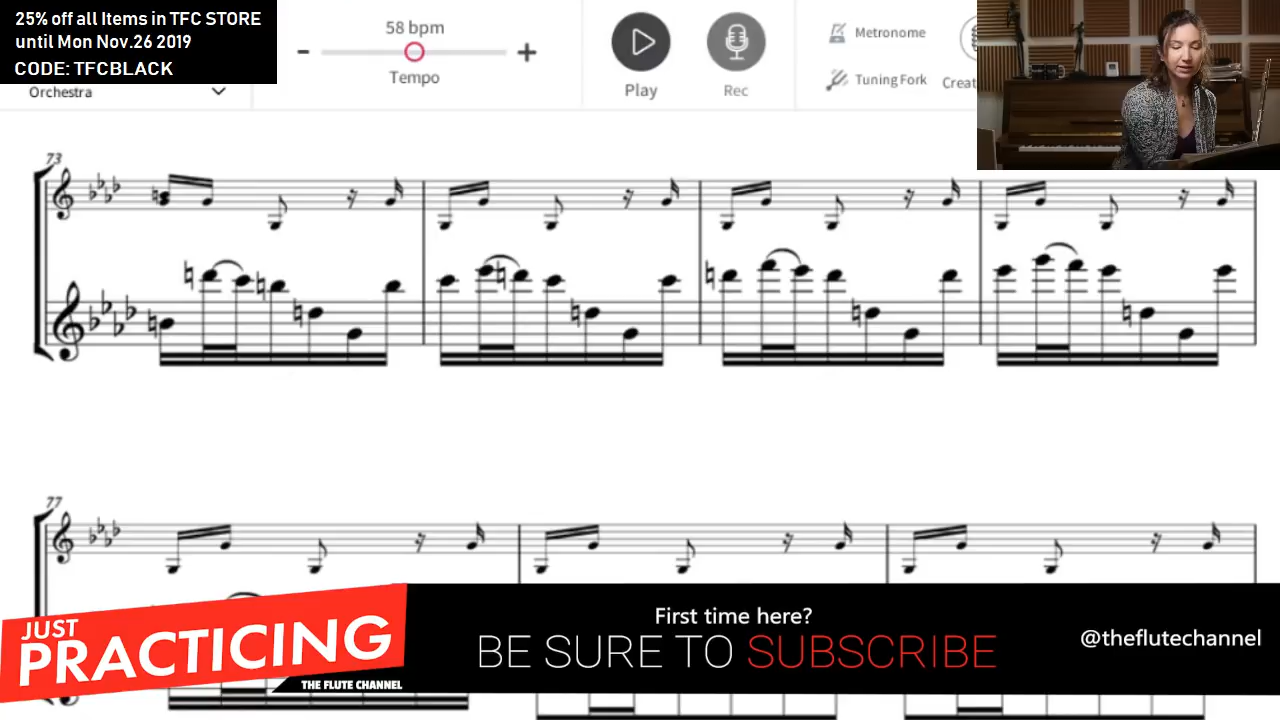 25% off all Items in TFC STORE
until Mon Nov.26 2019
CODE: TFCBLACK
Orchestra
58 bpm
Tempo
Play
Rec
Metronome
Tuning Fork
Creat
73
77
JUST
PRACTICING
THE FLUTE CHANNEL
First time here?
BE SURE TO SUBSCRIBE
@theflutechannel